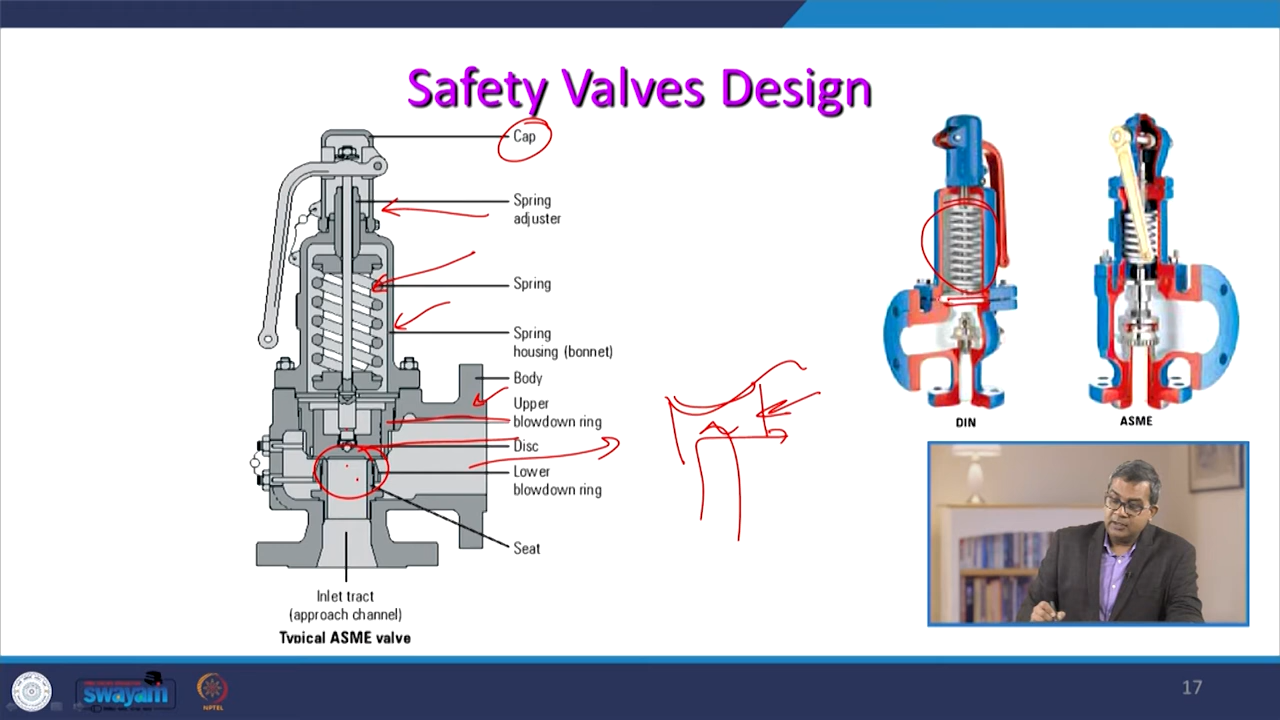 Safety Valves Design
Cap
Spring
adjuster
Spring
Spring
housing (bonnet)
Body
Upper
blowdown ring
Disc
Lower
blowdown ring
Seat
Inlet tract
(approach channel)
Typical ASME valve
DIN
ASME
swayam
NPTEL
17